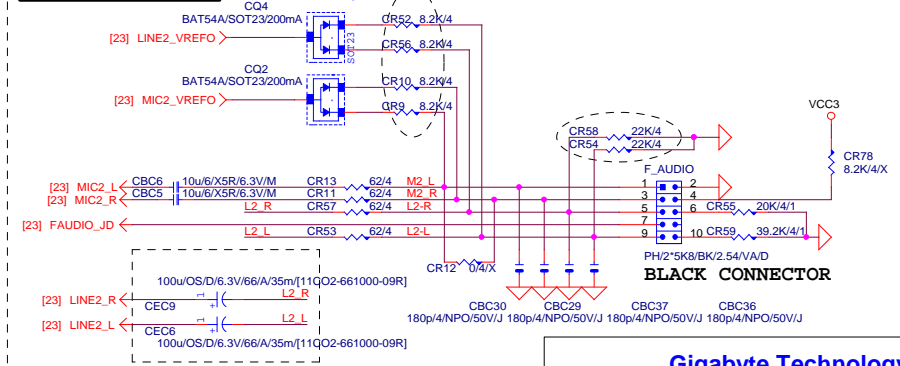 CQ4
BAT54A/SOT23/200mA
[23] LINE2_VREFO
SOT23
CR52 8.2K/4
CR56 8.2K/4
CQ2
BAT54A/SOT23/200mA
[23] MIC2_VREFO
CR10 8.2K/4
CR9 8.2K/4
VCC3
CR58 22K/4
CR54 22K/4
CR78
8.2K/4/X
F_AUDIO
[23] MIC2_L CBC6 10u/6/X5R/6.3V/M CR13 62/4 M2_L 1 2
[23] MIC2_R CBC5 10u/6/X5R/6.3V/M CR11 62/4 M2_R 3 4
L2_R CR57 62/4 L2-R 5 6 CR55 20K/4/1
[23] FAUDIO_JD 7
L2_L CR53 62/4 L2-L 9 10 CR59 39.2K/4/1
PH/2*5K8/BK/2.54/VA/D
BLACK CONNECTOR
CR12 0/4/X
100u/OS/D/6.3V/66/A/35m/[11CO2-661000-09R]
[23] LINE2_R 1 + L2_R
CEC9
[23] LINE2_L 1 + L2_L
CEC6
100u/OS/D/6.3V/66/A/35m/[11CO2-661000-09R]
CBC30 CBC29 CBC37 CBC36
180p/4/NPO/50V/J 180p/4/NPO/50V/J 180p/4/NPO/50V/J 180p/4/NPO/50V/J
Gigabyte Technology